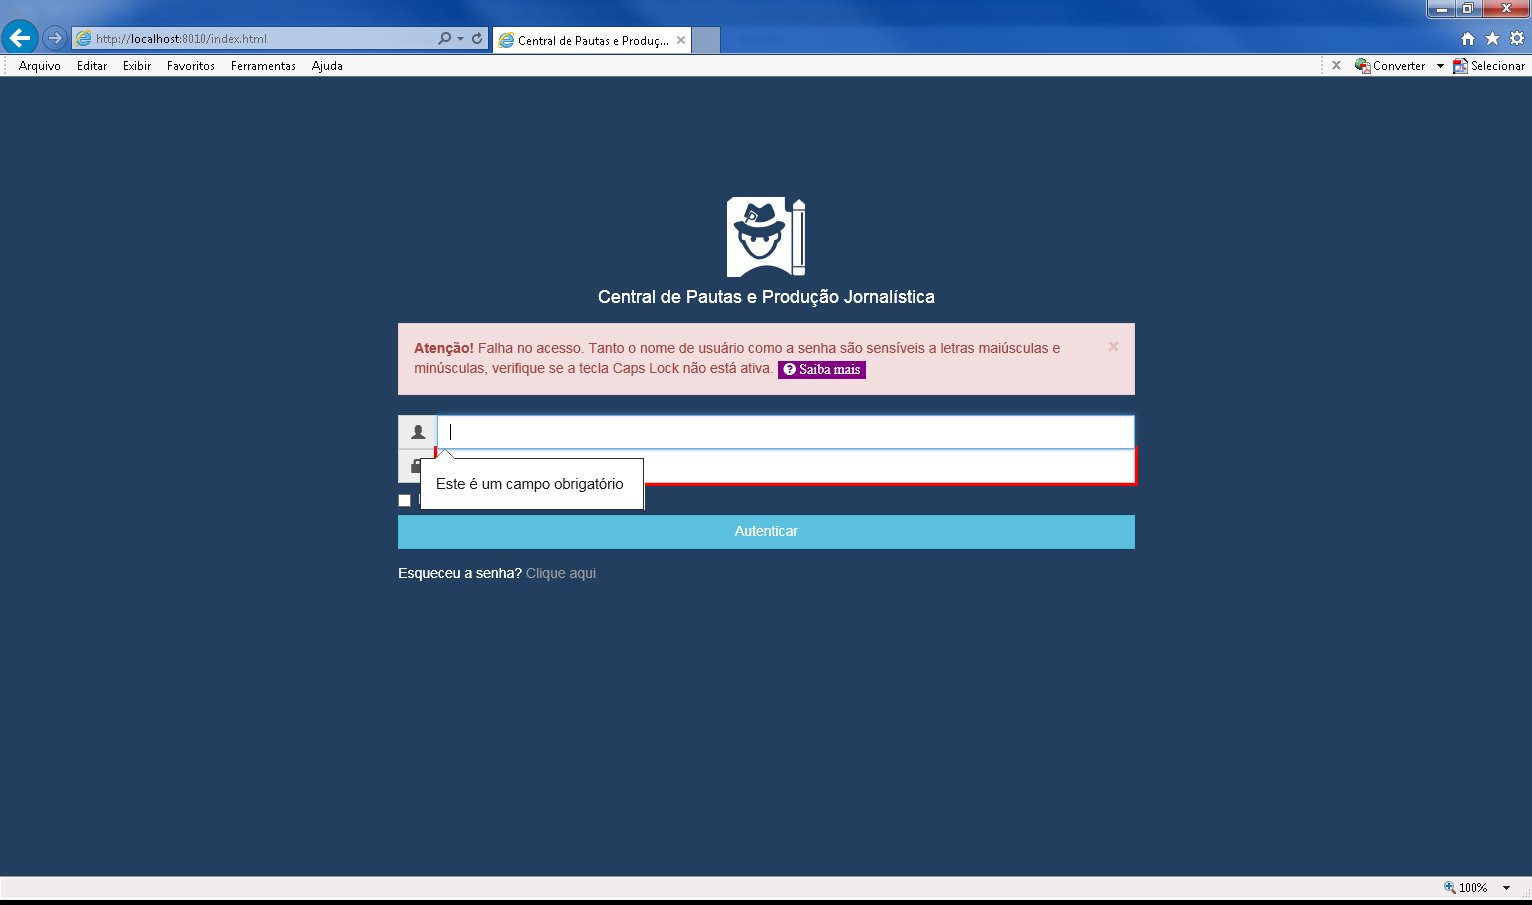 http://localhost:8010/index.html
Central de Pautas e Produç...
Arquivo Editar Exibir Favoritos Ferramentas Ajuda
Converter Selecionar
Central de Pautas e Produção Jornalística
Atenção! Falha no acesso. Tanto o nome de usuário como a senha são sensíveis a letras maiúsculas e
minúsculas, verifique se a tecla Caps Lock não está ativa. Saiba mais
Este é um campo obrigatório
Autenticar
Esqueceu a senha? Clique aqui
100%